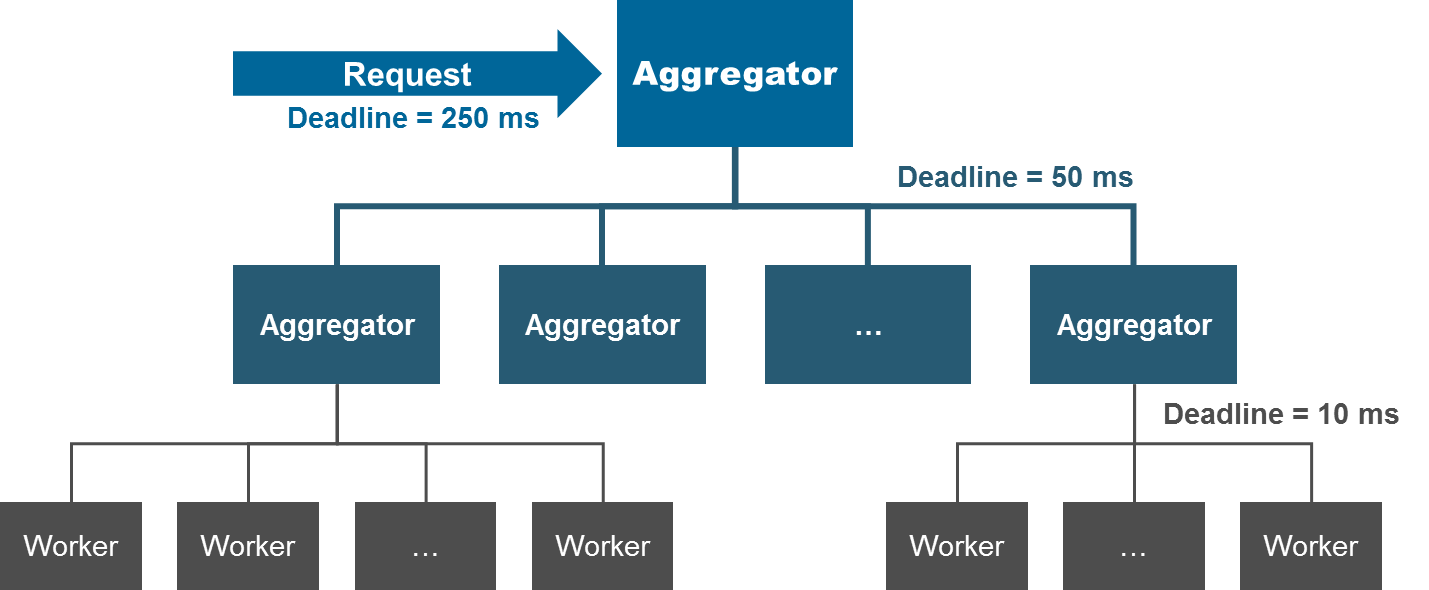 Request
Aggregator
Deadline = 250 ms
Deadline = 50 ms
Aggregator
Aggregator
…
Aggregator
Deadline = 10 ms
Worker
Worker
…
Worker
Worker
…
Worker